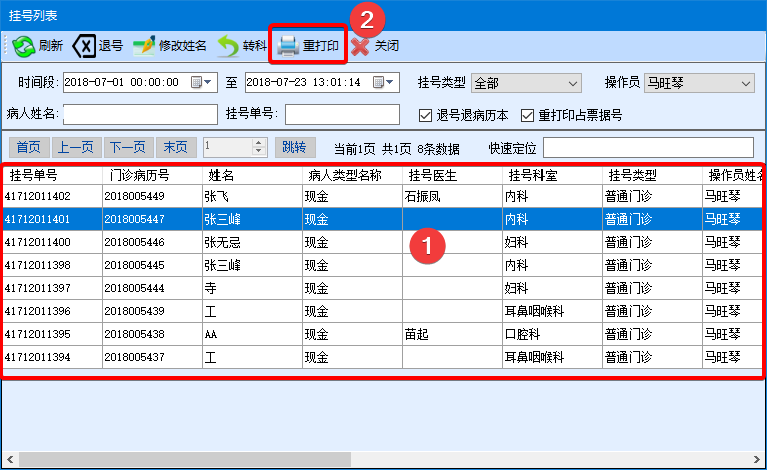 挂号列表
刷新 退号 修改姓名 转科 重打印 2 关闭
时间段: 2018-07-01 00:00:00 至 2018-07-23 13:01:14 挂号类型 全部 操作员 马旺琴
病人姓名: 挂号单号: 退号退病历本 重打印占票据号
首页 上一页 下一页 末页 1 跳转 当前1页 共1页 8条数据 快速定位
挂号单号 门诊病历号 姓名 病人类型名称 挂号医生 挂号科室 挂号类型 操作员姓名
41712011402 2018005449 张飞 现金 石振凤 内科 普通门诊 马旺琴
41712011401 2018005447 张三峰 现金 内科 普通门诊 马旺琴
41712011400 2018005446 张无忌 现金 1 妇科 普通门诊 马旺琴
41712011398 2018005445 张三峰 现金 内科 普通门诊 马旺琴
41712011397 2018005444 寺 现金 妇科 普通门诊 马旺琴
41712011396 2018005439 工 现金 耳鼻咽喉科 普通门诊 马旺琴
41712011395 2018005438 AA 现金 苗起 口腔科 普通门诊 马旺琴
41712011394 2018005437 工 现金 耳鼻咽喉科 普通门诊 马旺琴